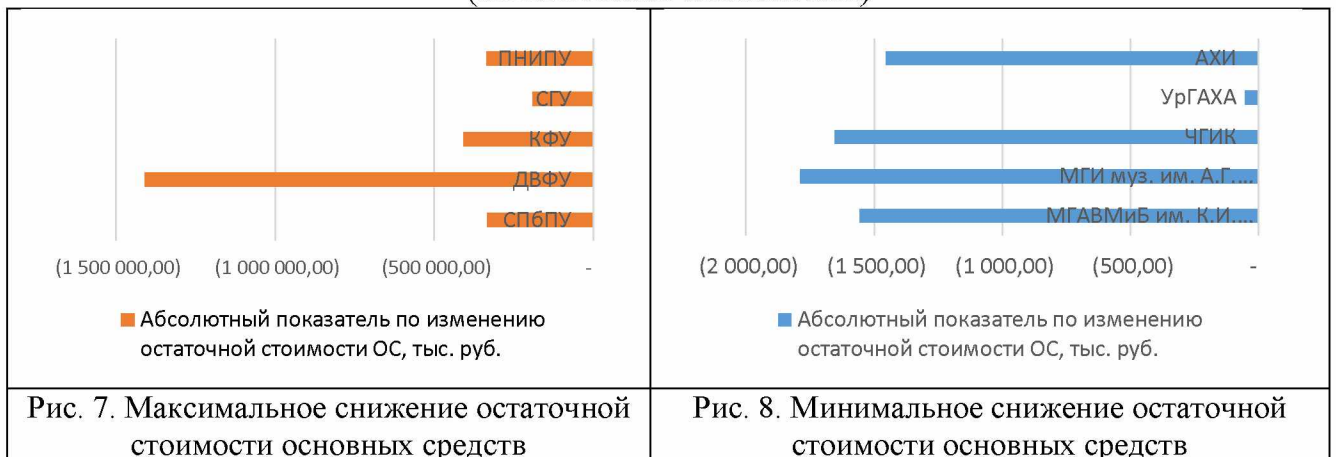 ПНИПУ
СГУ
КФУ
ДВФУ
СПбПУ
(1 500 000,00) (1 000 000,00) (500 000,00) -
Абсолютный показатель по изменению
остаточной стоимости ОС, тыс. руб.
Рис. 7. Максимальное снижение остаточной
стоимости основных средств
АХИ
УрГАХА
ЧГИК
МГИ муз. им. А.Г....
МГАВМиБ им. К.И....
(2 000,00) (1 500,00) (1 000,00) (500,00) -
Абсолютный показатель по изменению
остаточной стоимости ОС, тыс. руб.
Рис. 8. Минимальное снижение остаточной
стоимости основных средств